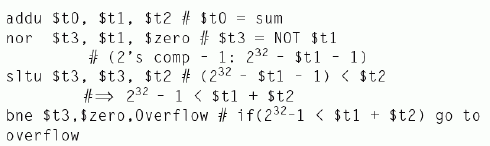 addu $t0, $t1, $t2 # $t0 = sum
nor $t3, $t1, $zero # $t3 = NOT $t1
# (2's comp - 1: 2³² - $t1 - 1)
sltu $t3, $t3, $t2 # (2³² - $t1 - 1) < $t2
#⇒ 2³² - 1 < $t1 + $t2
bne $t3,$zero,Overflow # if(2³²-1 < $t1 + $t2) go to
overflow